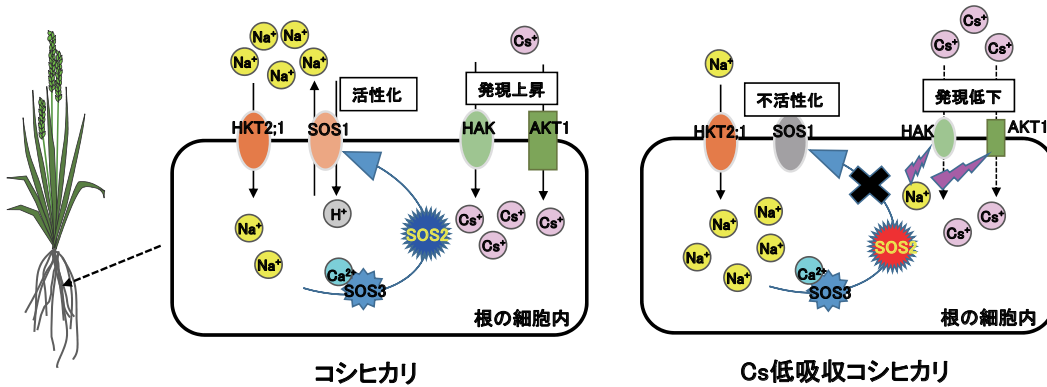 Na⁺
Na⁺
Na⁺
Na⁺
Na⁺
活性化
HKT2;1
SOS1
Cs⁺
発現上昇
HAK
AKT1
H⁺
Na⁺
Na⁺
Ca²⁺
SOS3
SOS2
Cs⁺
Cs⁺
Cs⁺
Cs⁺
根の細胞内
コシヒカリ
Na⁺
不活性化
HKT2;1
SOS1
Cs⁺
Cs⁺
Cs⁺
発現低下
HAK
AKT1
Na⁺
Na⁺
Na⁺
Na⁺
Na⁺
Na⁺
Ca²⁺
SOS3
SOS2
Cs⁺
Cs⁺
根の細胞内
Cs低吸収コシヒカリ